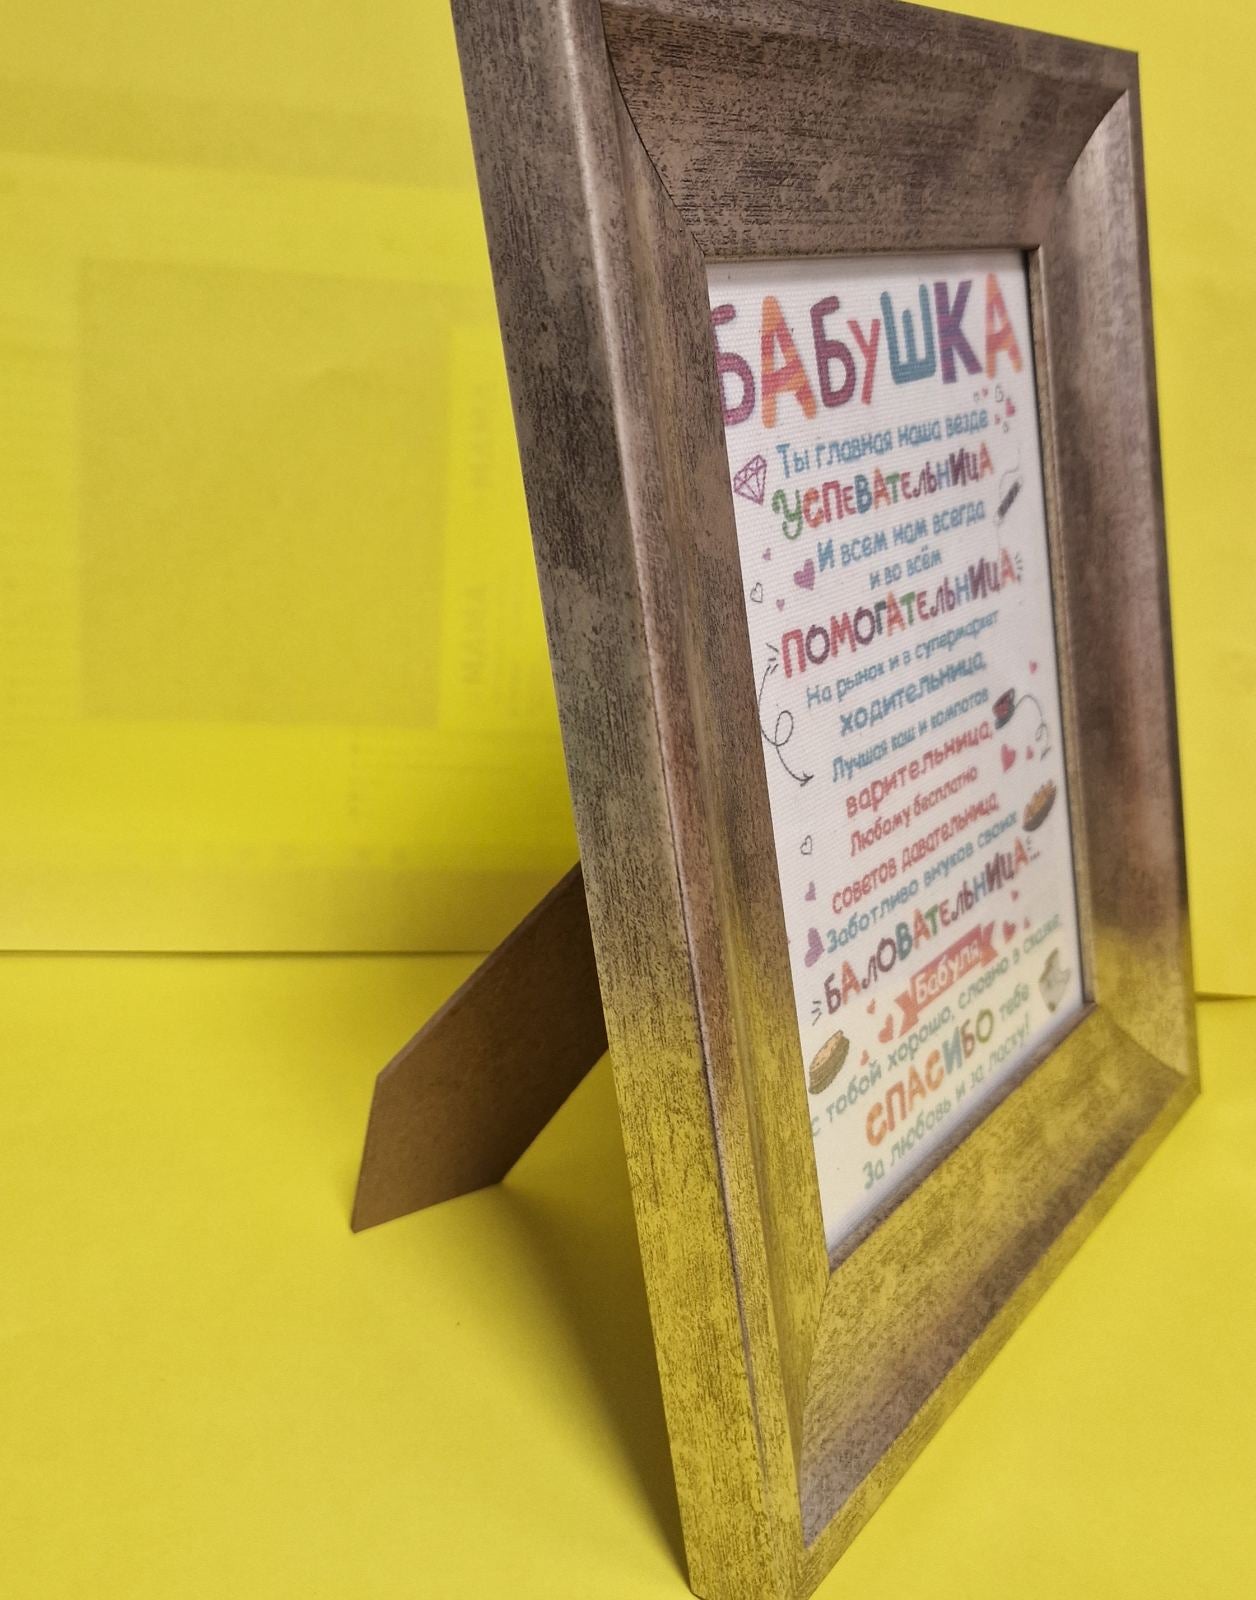 БАБУШКА
Ты главная наша везде
УСПЕВАТЕЛЬНИЦА
И всем нам всегда
и во всём
ПОМОГАТЕЛЬНИЦА,
На рынок и в супермаркет
ходительница,
Лучшая каш и компотов
варительница,
Любому бесплатно
советов давательница,
Заботливо внуков своих
БАЛОВАТЕЛЬНИЦА...
Бабуля
с тобой хорошо, словно в сказке,
СПАСИБО тебе
За любовь и за ласку!